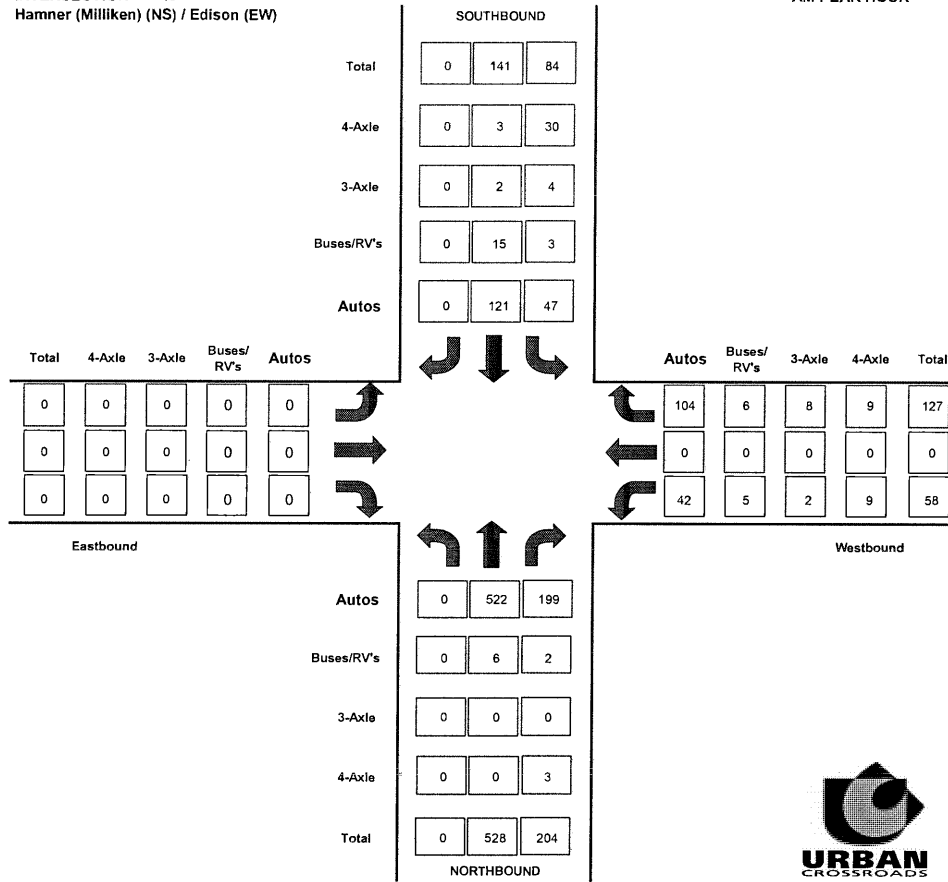 Hamner (Milliken) (NS) / Edison (EW)
SOUTHBOUND
Total 0 141 84
4-Axle 0 3 30
3-Axle 0 2 4
Buses/RV's 0 15 3
Autos 0 121 47
Total 4-Axle 3-Axle Buses/ RV's Autos
0 0 0 0 0
0 0 0 0 0
0 0 0 0 0
Eastbound
Autos Buses/ RV's 3-Axle 4-Axle Total
104 6 8 9 127
0 0 0 0 0
42 5 2 9 58
Westbound
Autos 0 522 199
Buses/RV's 0 6 2
3-Axle 0 0 0
4-Axle 0 0 3
Total 0 528 204
NORTHBOUND
URBAN
CROSSROADS